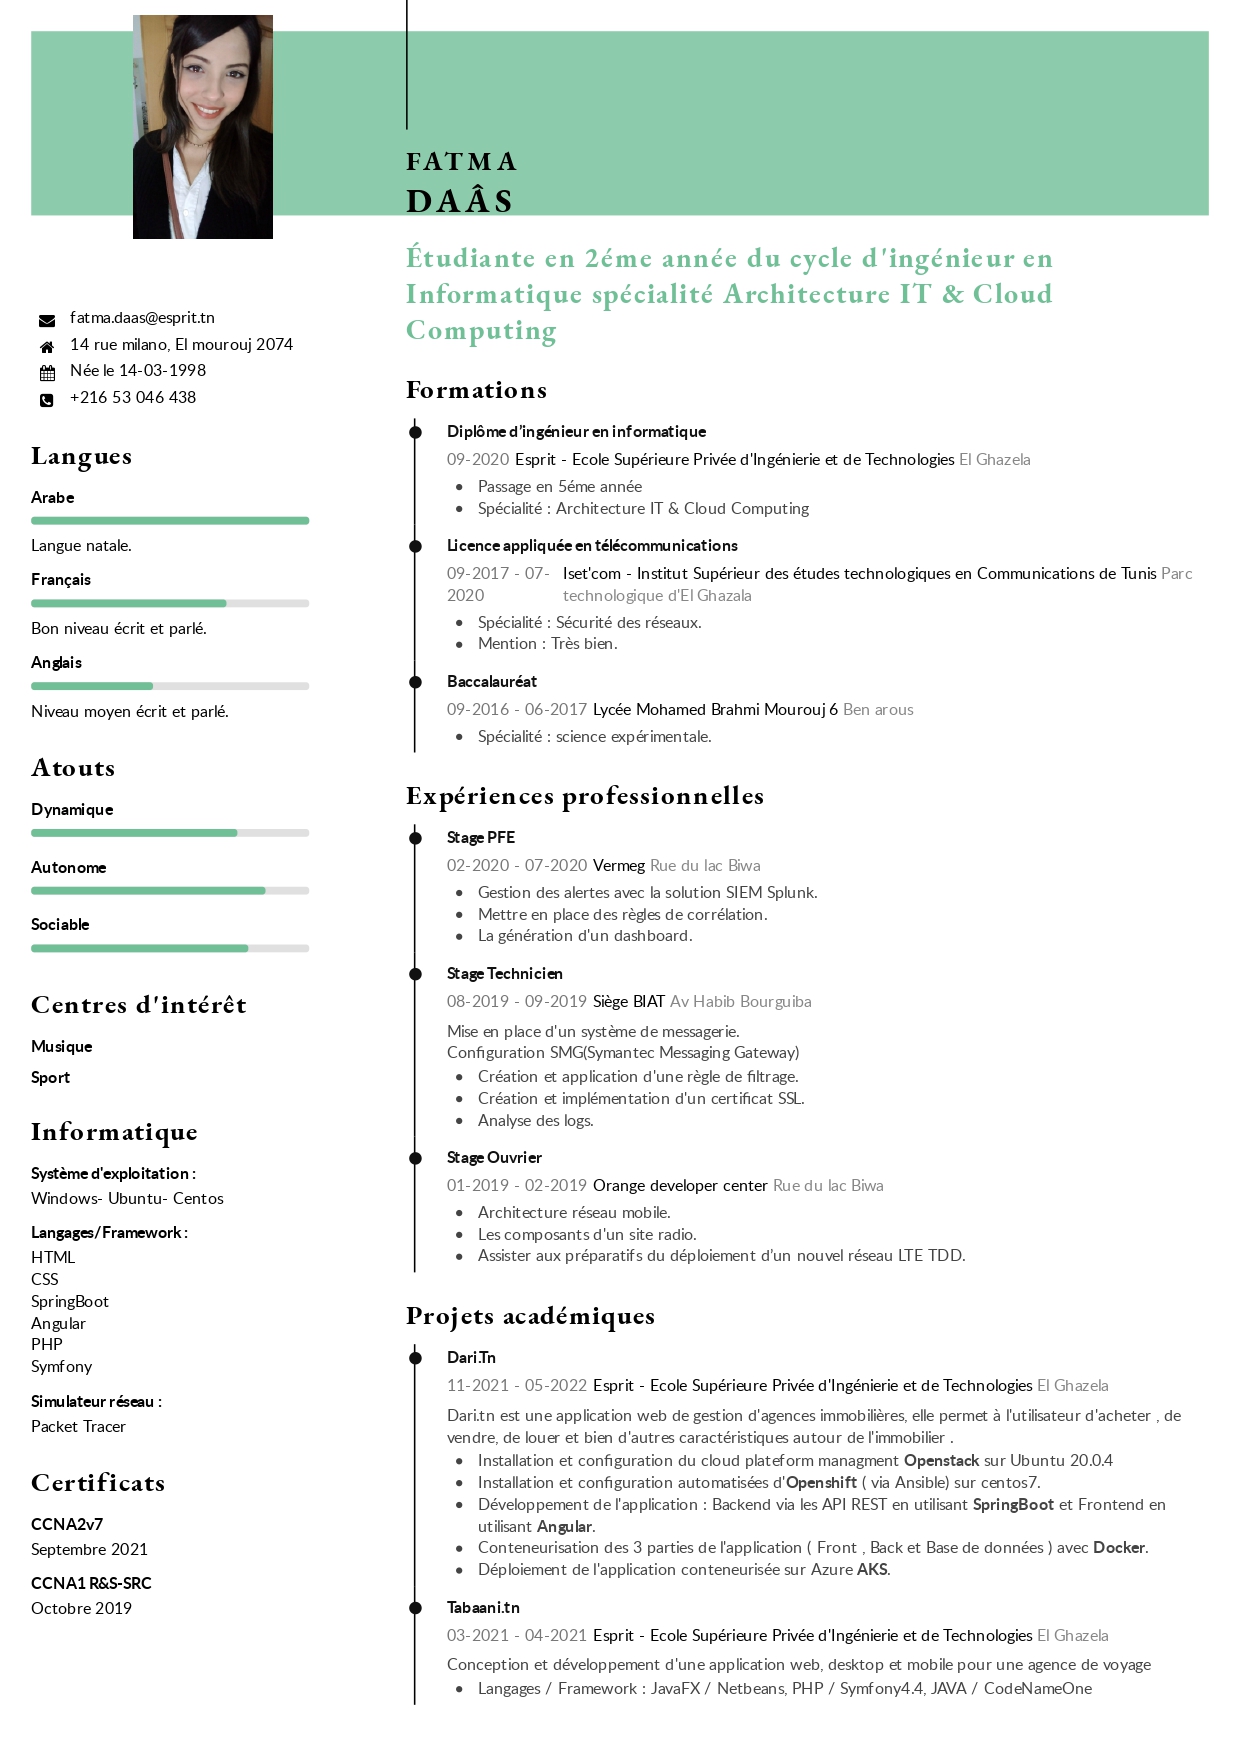 FATMA
DAÂS
Étudiante en 2éme année du cycle d'ingénieur en
Informatique spécialité Architecture IT & Cloud
Computing
fatma.daas@esprit.tn
14 rue milano, El mourouj 2074
Née le 14-03-1998
+216 53 046 438
Langues
Arabe
Langue natale.
Français
Bon niveau écrit et parlé.
Anglais
Niveau moyen écrit et parlé.
Atouts
Dynamique
Autonome
Sociable
Centres d'intérêt
Musique
Sport
Informatique
Système d'exploitation :
Windows- Ubuntu- Centos
Langages/Framework :
HTML
CSS
SpringBoot
Angular
PHP
Symfony
Simulateur réseau :
Packet Tracer
Certificats
CCNA2v7
Septembre 2021
CCNA1 R&S-SRC
Octobre 2019
Formations
Diplôme d'ingénieur en informatique
09-2020 Esprit - Ecole Supérieure Privée d'Ingénierie et de Technologies El Ghazela
• Passage en 5éme année
• Spécialité : Architecture IT & Cloud Computing
Licence appliquée en télécommunications
09-2017 - 07- Iset'com - Institut Supérieur des études technologiques en Communications de Tunis Parc
2020 technologique d'El Ghazala
• Spécialité : Sécurité des réseaux.
• Mention : Très bien.
Baccalauréat
09-2016 - 06-2017 Lycée Mohamed Brahmi Mourouj 6 Ben arous
• Spécialité : science expérimentale.
Expériences professionnelles
Stage PFE
02-2020 - 07-2020 Vermeg Rue du lac Biwa
• Gestion des alertes avec la solution SIEM Splunk.
• Mettre en place des règles de corrélation.
• La génération d'un dashboard.
Stage Technicien
08-2019 - 09-2019 Siège BIAT Av Habib Bourguiba
Mise en place d'un système de messagerie.
Configuration SMG(Symantec Messaging Gateway)
• Création et application d'une règle de filtrage.
• Création et implémentation d'un certificat SSL.
• Analyse des logs.
Stage Ouvrier
01-2019 - 02-2019 Orange developer center Rue du lac Biwa
• Architecture réseau mobile.
• Les composants d'un site radio.
• Assister aux préparatifs du déploiement d'un nouvel réseau LTE TDD.
Projets académiques
Dari.Tn
11-2021 - 05-2022 Esprit - Ecole Supérieure Privée d'Ingénierie et de Technologies El Ghazela
Dari.tn est une application web de gestion d'agences immobilières, elle permet à l'utilisateur d'acheter , de
vendre, de louer et bien d'autres caractéristiques autour de l'immobilier .
• Installation et configuration du cloud plateform managment Openstack sur Ubuntu 20.0.4
• Installation et configuration automatisées d'Openshift ( via Ansible) sur centos7.
• Développement de l'application : Backend via les API REST en utilisant SpringBoot et Frontend en
utilisant Angular.
• Conteneurisation des 3 parties de l'application ( Front , Back et Base de données ) avec Docker.
• Déploiement de l'application conteneurisée sur Azure AKS.
Tabaani.tn
03-2021 - 04-2021 Esprit - Ecole Supérieure Privée d'Ingénierie et de Technologies El Ghazela
Conception et développement d'une application web, desktop et mobile pour une agence de voyage
• Langages / Framework : JavaFX / Netbeans, PHP / Symfony4.4, JAVA / CodeNameOne